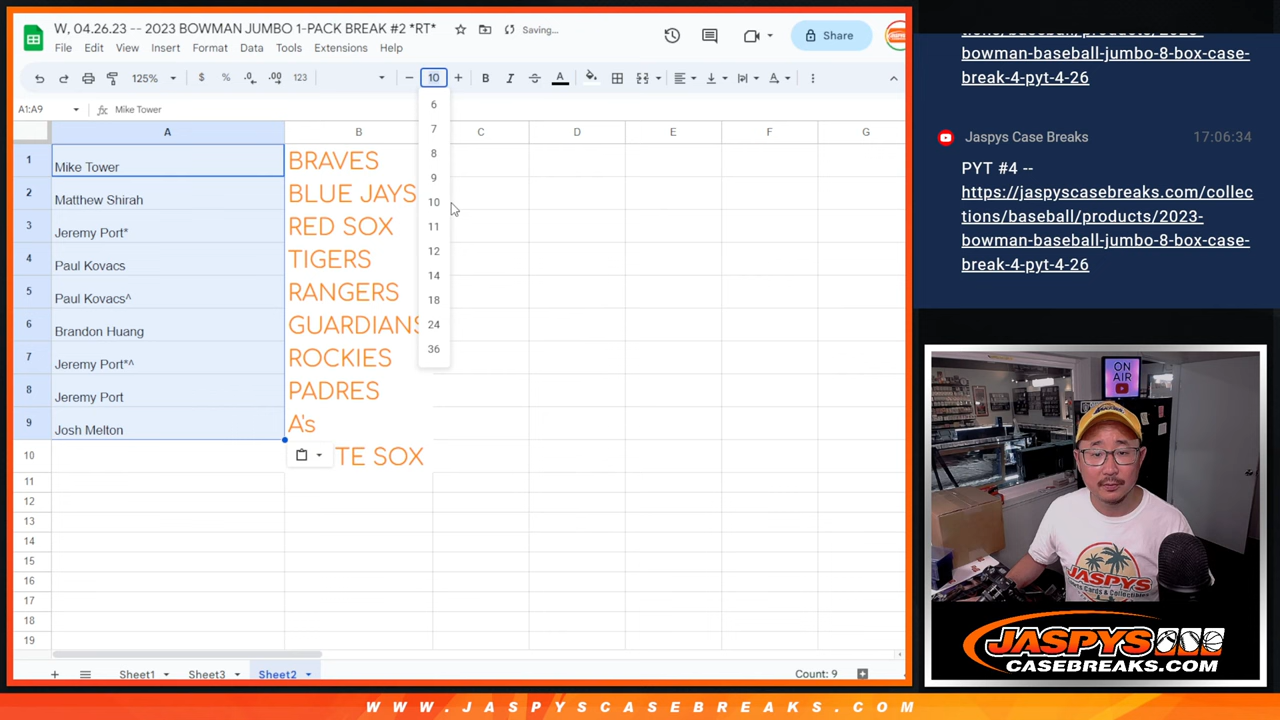 W, 04.26.23 -- 2023 BOWMAN JUMBO 1-PACK BREAK #2 *RT*
Saving...
File Edit View Insert Format Data Tools Extensions Help
Share
125% $ % .0 .00 123 10 B I A
A1:A9 fx Mike Tower
A B C D E F G
1 Mike Tower BRAVES
2 Matthew Shirah BLUE JAYS
3 Jeremy Port* RED SOX
4 Paul Kovacs TIGERS
5 Paul Kovacs^ RANGERS
6 Brandon Huang GUARDIANS
7 Jeremy Port*^ ROCKIES
8 Jeremy Port PADRES
9 Josh Melton A's
10 TE SOX
11
12
13
14
15
16
17
18
19
6
7
8
9
10
11
12
14
18
24
36
Sheet1 Sheet3 Sheet2 Count: 9
bowman-baseball-jumbo-8-box-case-
break-4-pyt-4-26
Jaspys Case Breaks 17:06:34
PYT #4 --
https://jaspyscasebreaks.com/collec
tions/baseball/products/2023-
bowman-baseball-jumbo-8-box-case-
break-4-pyt-4-26
ON
AIR
JASPYS
JASPYS
CASEBREAKS.COM
WWW.JASPYSCASEBREAKS.COM